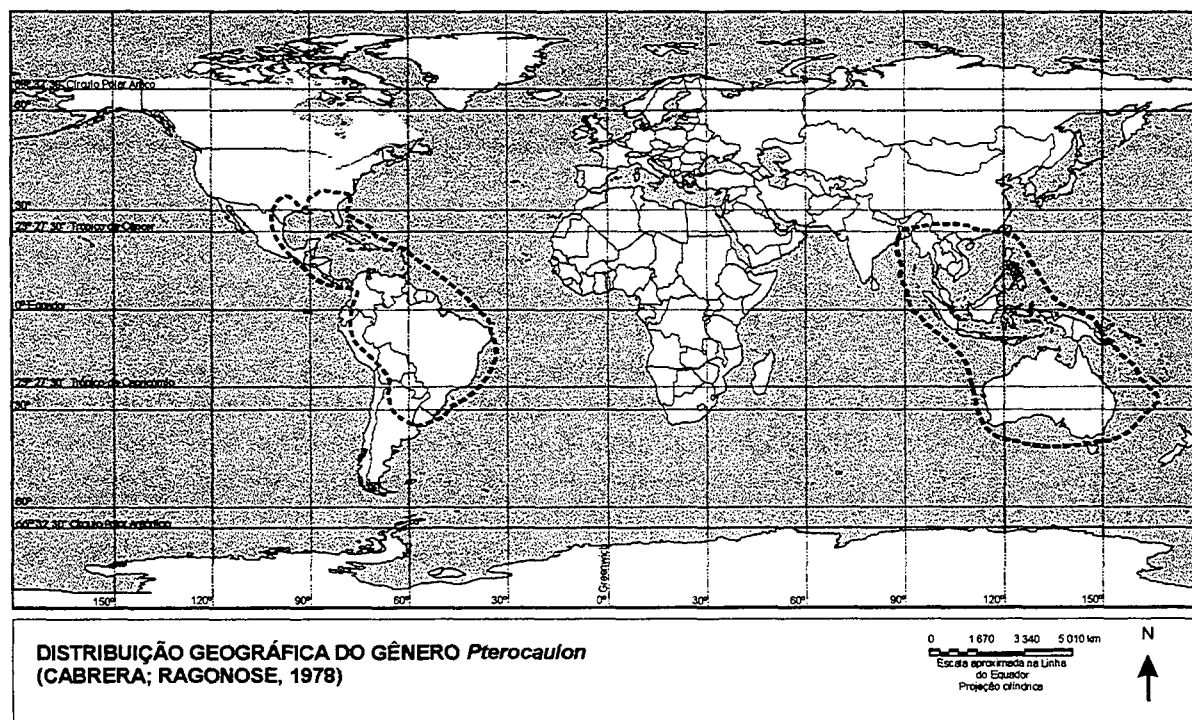 66° 32' 30" Círculo Polar Ártico
60°
30°
23° 27' 30" Trópico de Câncer
0° Equador
23° 27' 30" Trópico de Capricórnio
30°
60°
66° 32' 30" Círculo Polar Antártico
150° 120° 90° 60° 30° 0° Greenwich 30° 60° 90° 120° 150°
DISTRIBUIÇÃO GEOGRÁFICA DO GÊNERO Pterocaulon
(CABRERA; RAGONOSE, 1978)
0 1 670 3 340 5 010 km
Escala aproximada na Linha
do Equador
Projeção cilíndrica
N